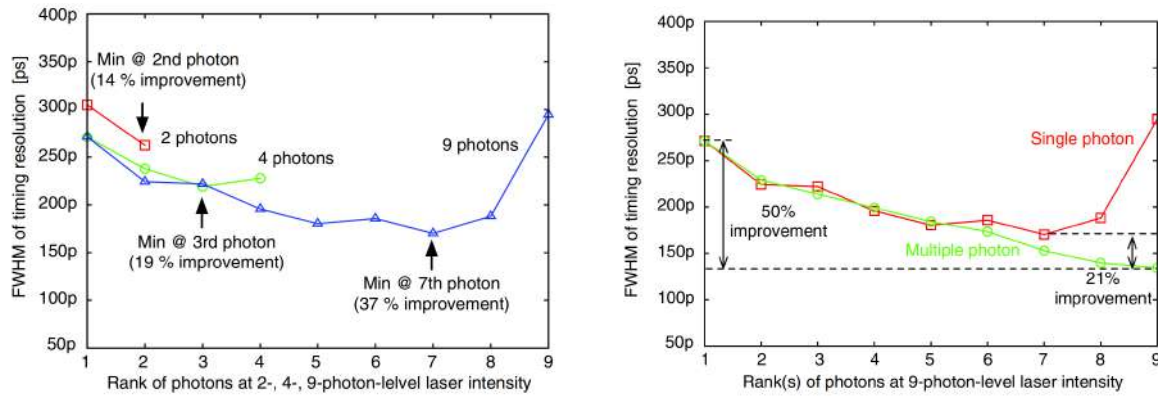 400p
350p
300p
250p
200p
150p
100p
50p
FWHM of timing resolution [ps]
Min @ 2nd photon
(14 % improvement)
2 photons
4 photons
9 photons
Min @ 3rd photon
(19 % improvement)
Min @ 7th photon
(37 % improvement)
1 2 3 4 5 6 7 8 9
Rank of photons at 2-, 4-, 9-photon-lelvel laser intensity
400p
350p
300p
250p
200p
150p
100p
50p
FWHM of timing resolution [ps]
Single photon
50%
improvement
Multiple photon
21%
improvement
1 2 3 4 5 6 7 8 9
Rank(s) of photons at 9-photon-level laser intensity